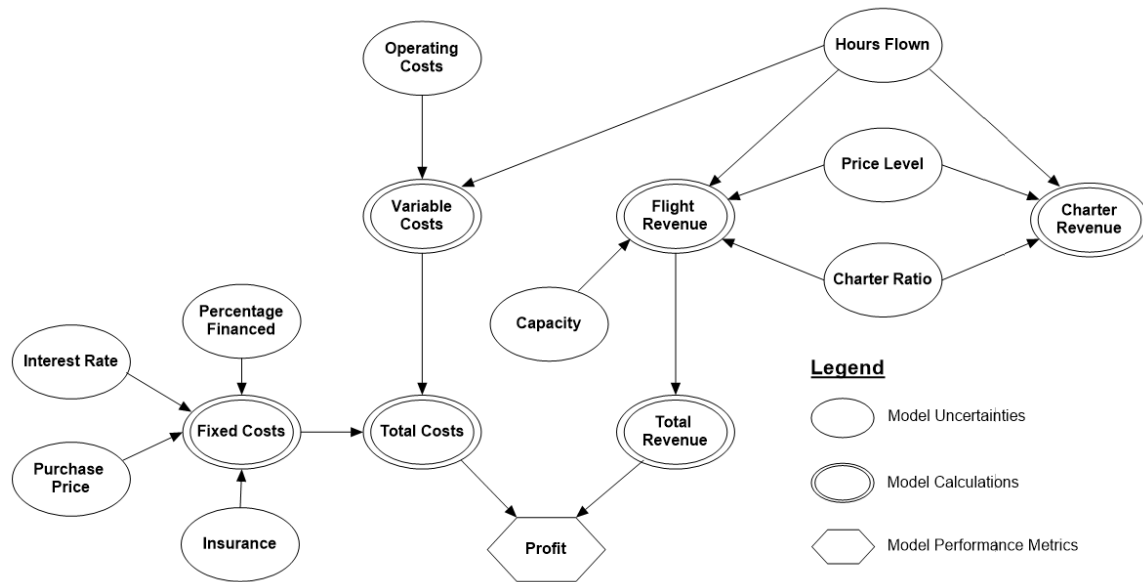 Operating
Costs
Hours Flown
Price Level
Variable
Costs
Flight
Revenue
Charter
Revenue
Charter Ratio
Capacity
Percentage
Financed
Interest Rate
Fixed Costs
Total Costs
Total
Revenue
Purchase
Price
Insurance
Profit
Legend
Model Uncertainties
Model Calculations
Model Performance Metrics